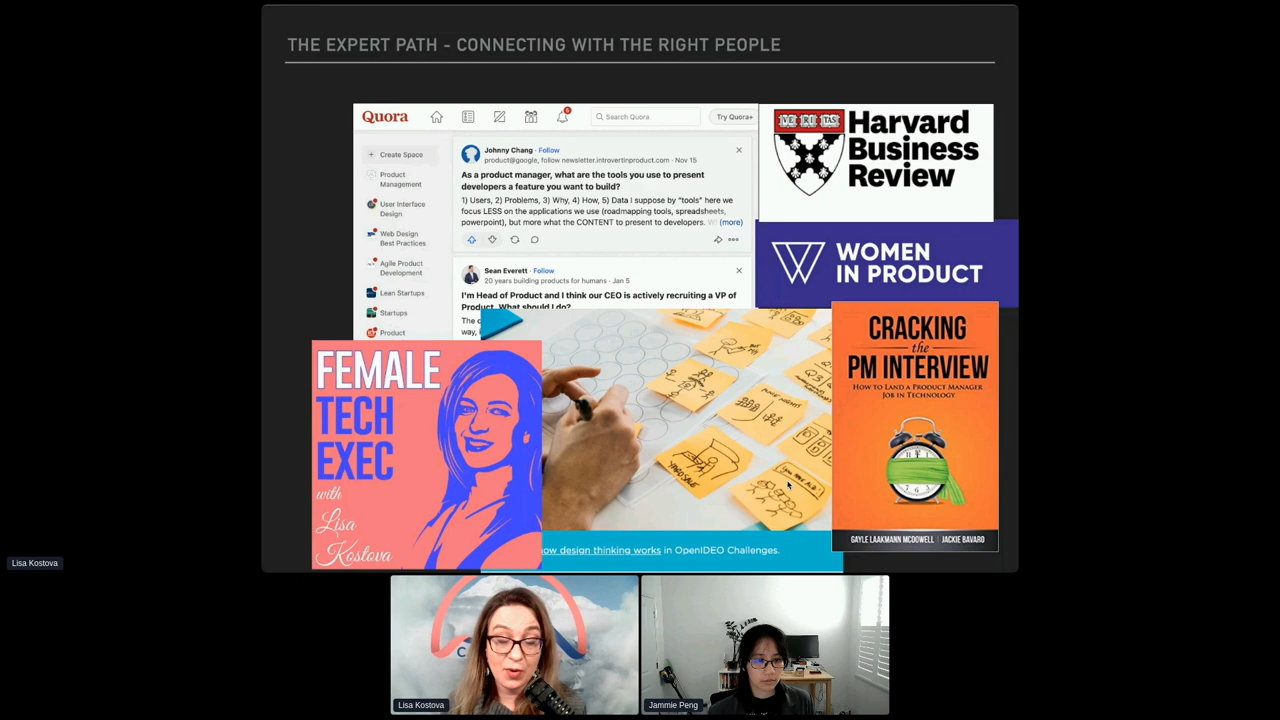 THE EXPERT PATH - CONNECTING WITH THE RIGHT PEOPLE
Quora
5
Search Quora
Try Quora+
Create Space
Product
Management
User Interface
Design
Web Design
Best Practices
Agile Product
Development
Lean Startups
Startups
Product
Johnny Chang · Follow
product@google, follow newsletter.introvertinproduct.com · Nov 15
As a product manager, what are the tools you use to present
developers a feature you want to build?
1) Users, 2) Problems, 3) Why, 4) How, 5) Data I suppose by “tools” here we
focus LESS on the applications we use (roadmapping tools, spreadsheets,
powerpoint), but more what the CONTENT to present to developers. (more)
Sean Everett · Follow
20 years building products for humans · Jan 5
I'm Head of Product and I think our CEO is actively recruiting a VP of
Product. What should I do?
way,
Harvard
Business
Review
WOMEN
IN PRODUCT
FEMALE
TECH
EXEC
with
Lisa
Kostova
YARD SALE
how design thinking works in OpenIDEO Challenges.
CRACKING
the
PM INTERVIEW
HOW TO LAND A PRODUCT MANAGER
JOB IN TECHNOLOGY
GAYLE LAAKMANN MCDOWELL | JACKIE BAVARO
Lisa Kostova
Lisa Kostova
Jammie Peng